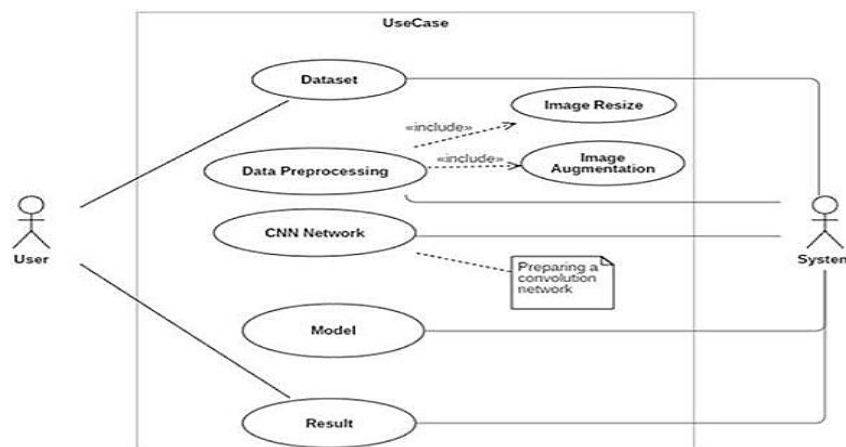 UseCase
Dataset
Image Resize
«include»
«include»
Image
Augmentation
Data Preprocessing
CNN Network
User
System
Preparing a
convolution
network
Model
Result